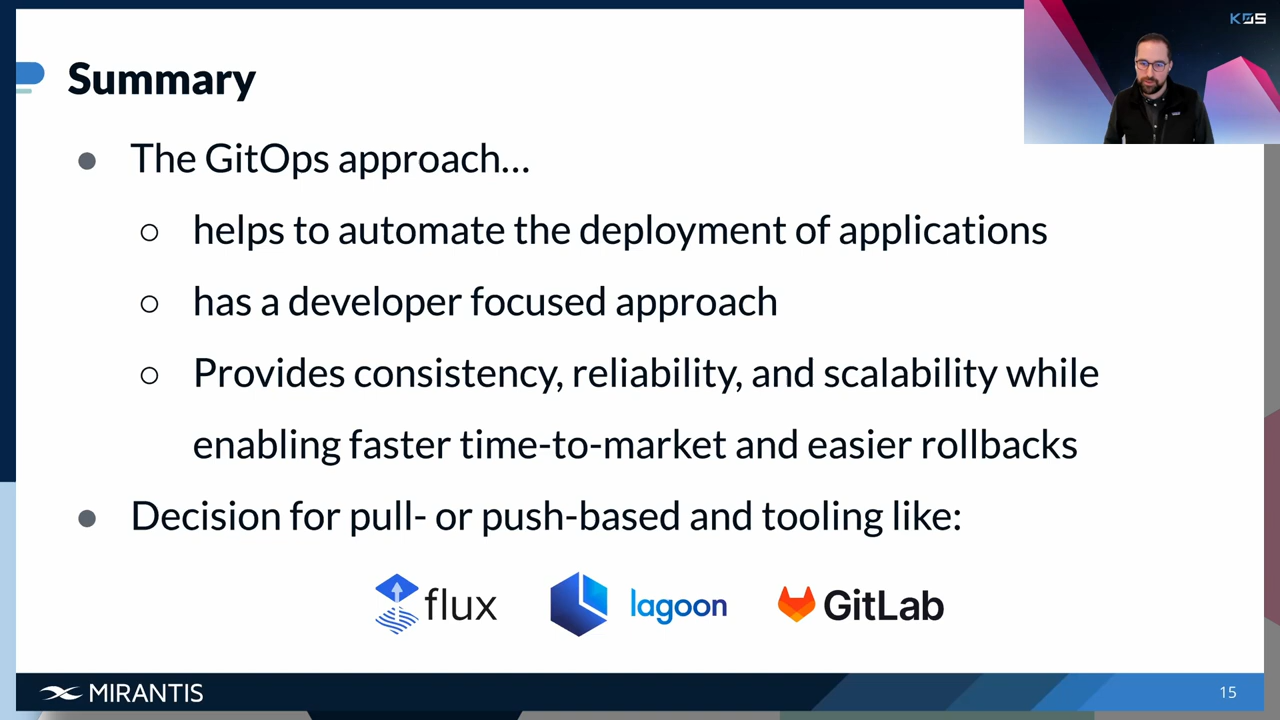 K0S
Summary
● The GitOps approach...
○ helps to automate the deployment of applications
○ has a developer focused approach
○ Provides consistency, reliability, and scalability while
enabling faster time-to-market and easier rollbacks
● Decision for pull- or push-based and tooling like:
flux lagoon GitLab
MIRANTIS 15